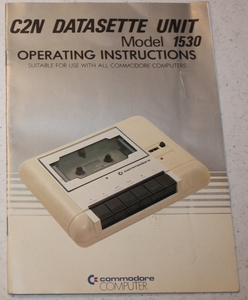 C2N DATASETTE UNIT
Model 1530
OPERATING INSTRUCTIONS
SUITABLE FOR USE WITH ALL COMMODORE COMPUTERS
commodore
COMPUTER